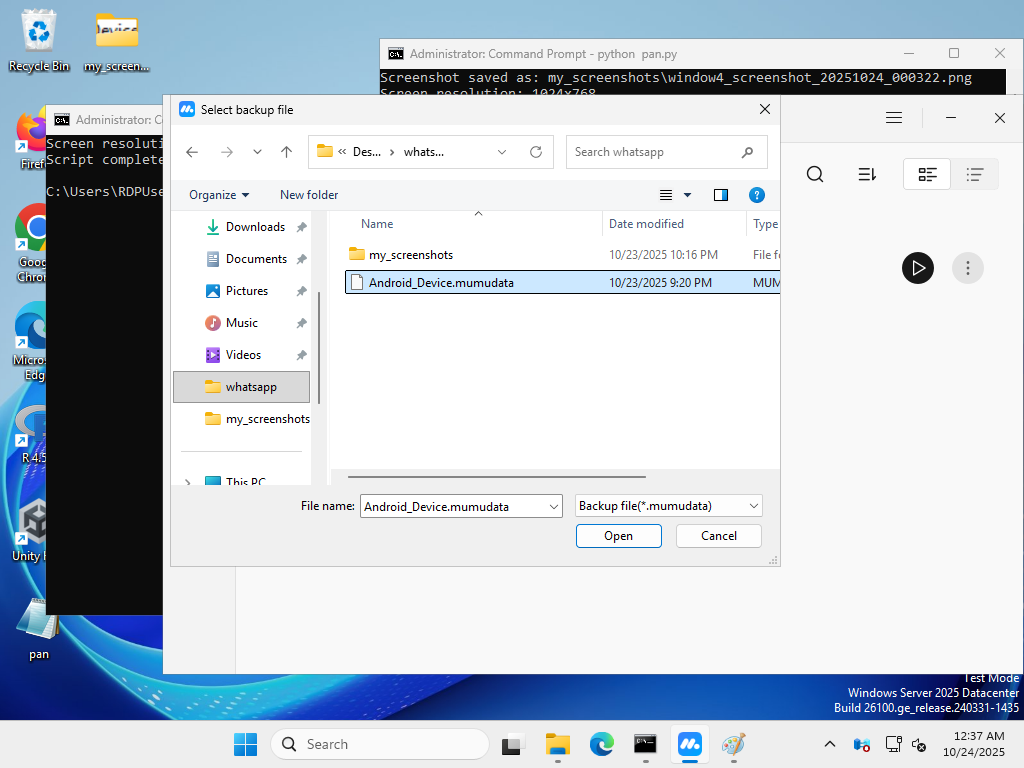 Recycle Bin
my_screen...
Administrator: Command Prompt - python pan.py
Screenshot saved as: my_screenshots\window4_screenshot_20251024_000322.png
Screen resolution: 1024x768
Administrator: C
Screen resoluti
Script complete
C:\Users\RDPUse
Select backup file
Des...
whats...
Search whatsapp
Organize
New folder
Downloads
Documents
Pictures
Music
Videos
whatsapp
my_screenshots
This PC
Name
Date modified
Type
my_screenshots
10/23/2025 10:16 PM
File f
Android_Device.mumudata
10/23/2025 9:20 PM
MUM
File name:
Android_Device.mumudata
Backup file(*.mumudata)
Open
Cancel
Firef
Goog
Chron
Micros
Edg
R 4.5
Unity
pan
Test Mode
Windows Server 2025 Datacenter
Build 26100.ge_release.240331-1435
Search
12:37 AM
10/24/2025